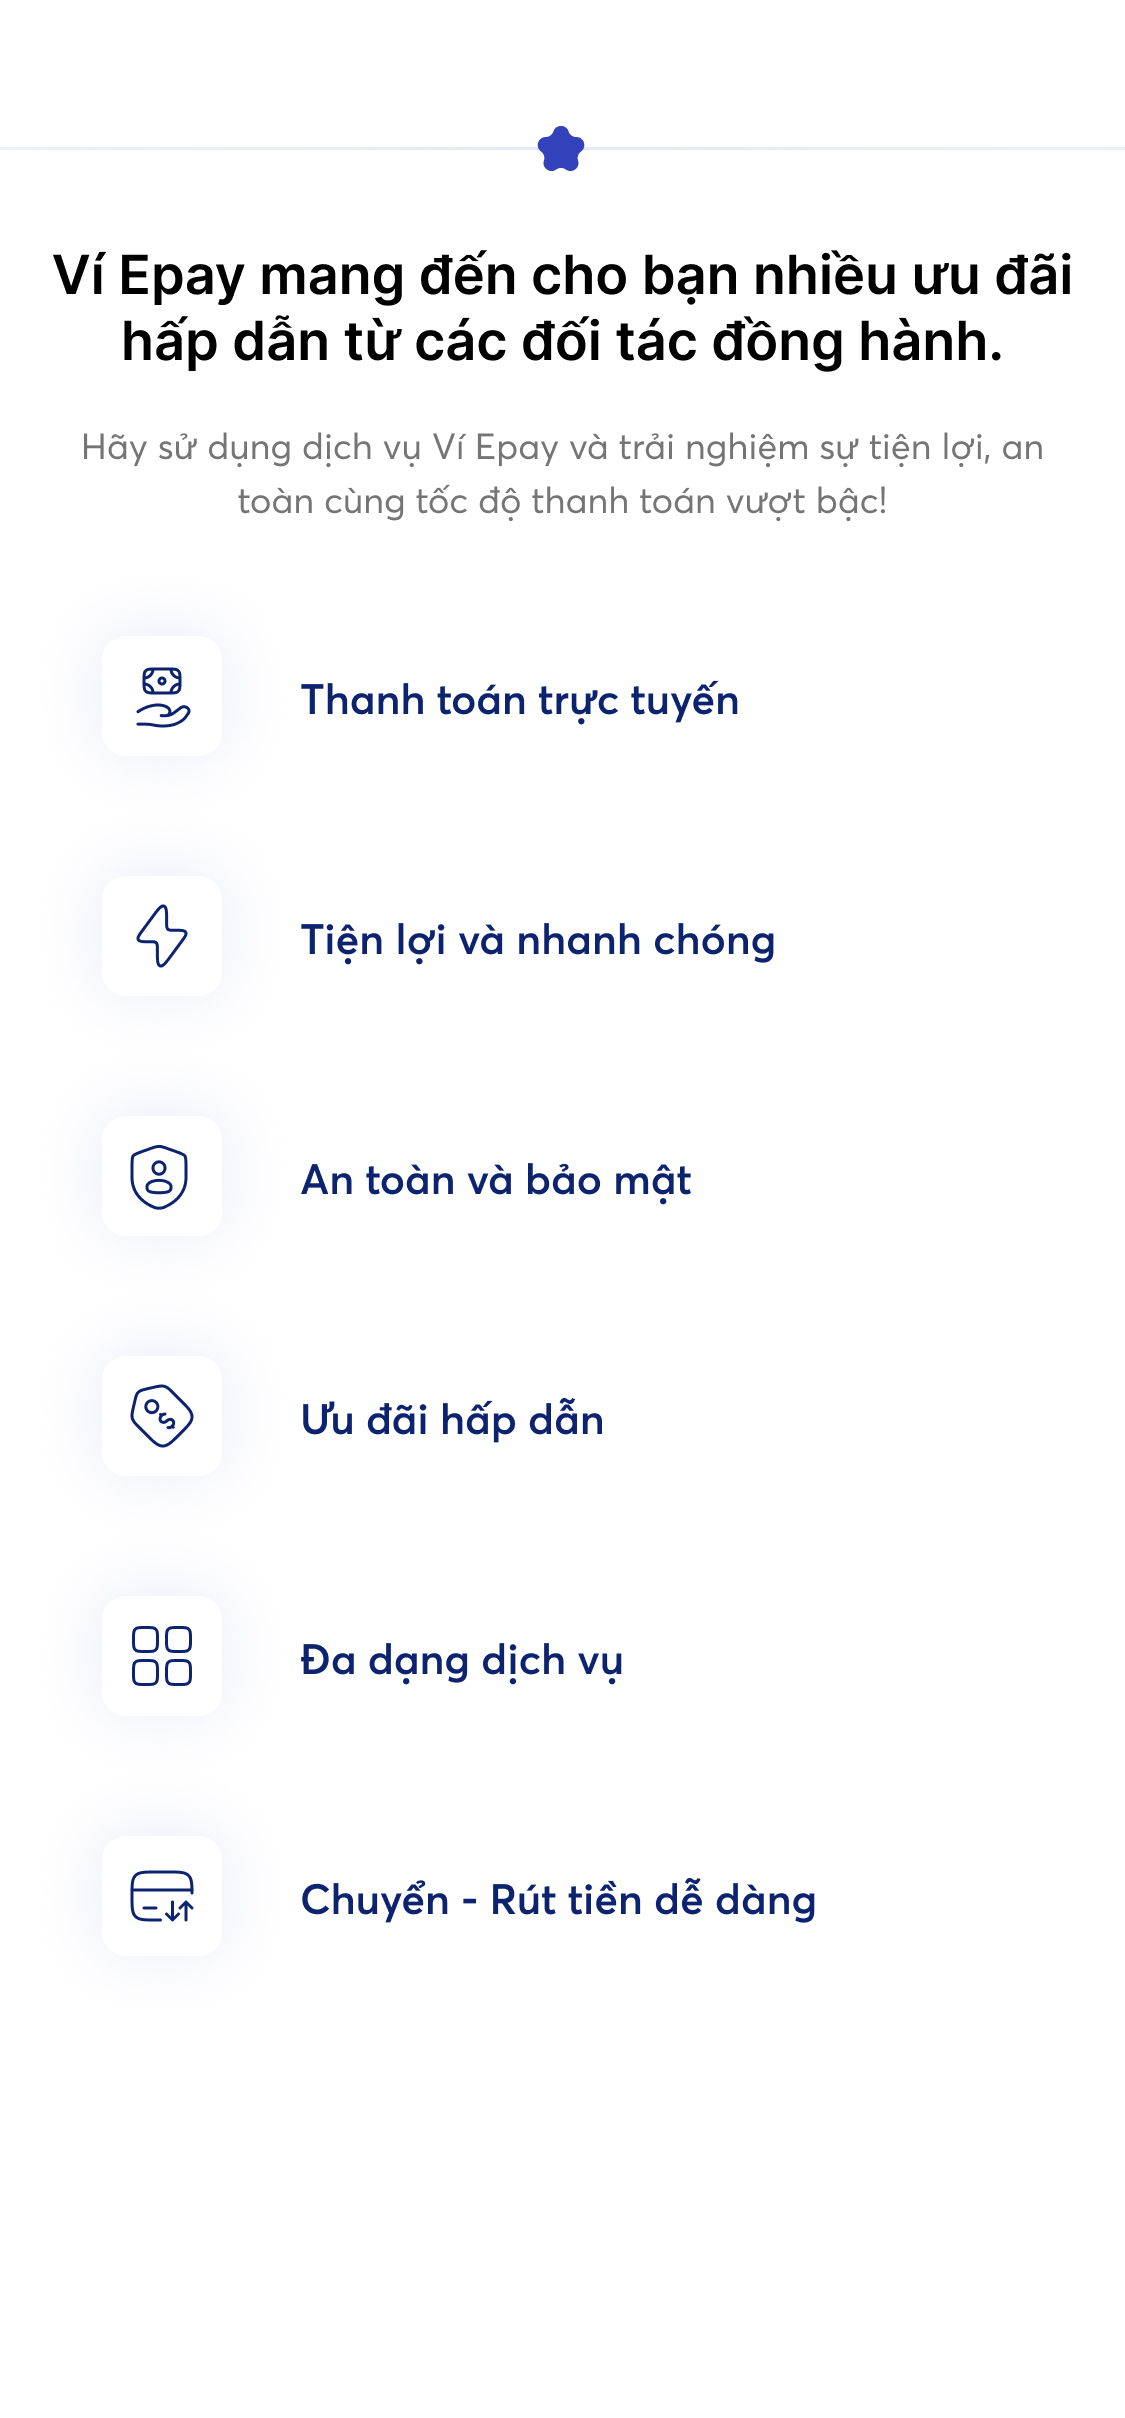 Ví Epay mang đến cho bạn nhiều ưu đãi
hấp dẫn từ các đối tác đồng hành.
Hãy sử dụng dịch vụ Ví Epay và trải nghiệm sự tiện lợi, an
toàn cùng tốc độ thanh toán vượt bậc!
Thanh toán trực tuyến
Tiện lợi và nhanh chóng
An toàn và bảo mật
Ưu đãi hấp dẫn
Đa dạng dịch vụ
Chuyển - Rút tiền dễ dàng